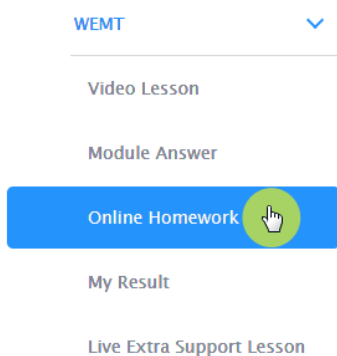 WEMT
Video Lesson
Module Answer
Online Homework
My Result
Live Extra Support Lesson